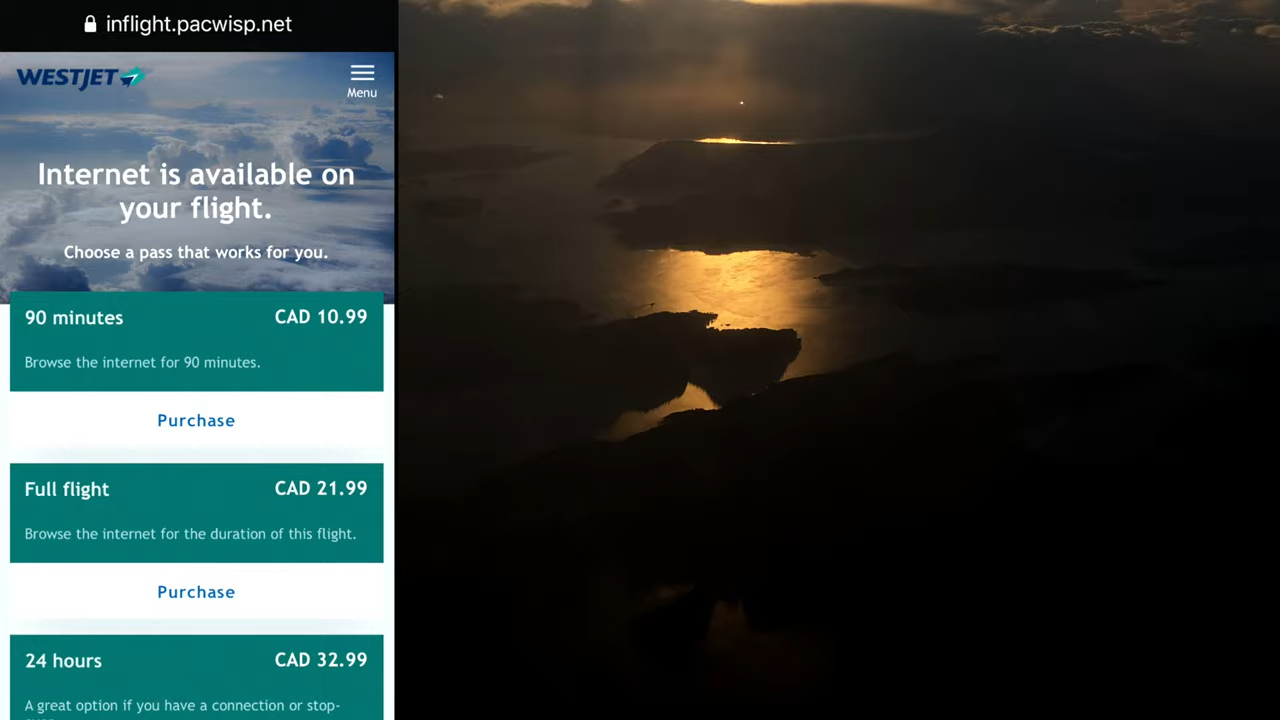 inflight.pacwisp.net
WESTJET
Menu
Internet is available on
your flight.
Choose a pass that works for you.
90 minutes CAD 10.99
Browse the internet for 90 minutes.
Purchase
Full flight CAD 21.99
Browse the internet for the duration of this flight.
Purchase
24 hours CAD 32.99
A great option if you have a connection or stop-